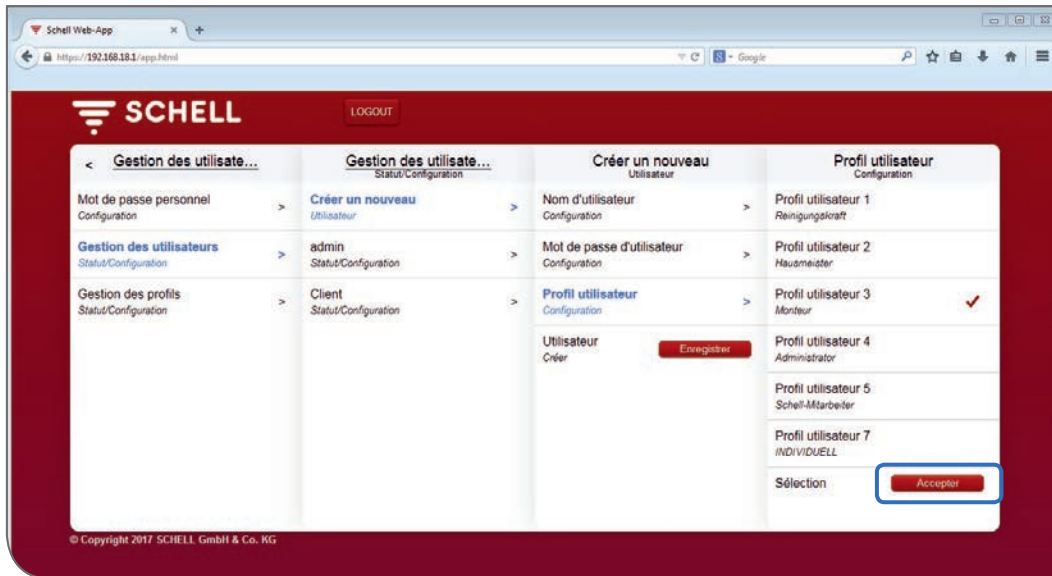 Schell Web-App
https://192.168.18.1/app.html
Google
SCHELL
LOGOUT
< Gestion des utilisate...
Mot de passe personnel >
Configuration
Gestion des utilisateurs >
Statut/Configuration
Gestion des profils >
Statut/Configuration
Gestion des utilisate...
Statut/Configuration
Créer un nouveau >
Utilisateur
admin >
Statut/Configuration
Client >
Statut/Configuration
Créer un nouveau
Utilisateur
Nom d'utilisateur >
Configuration
Mot de passe d'utilisateur >
Configuration
Profil utilisateur >
Configuration
Utilisateur Enregistrer
Créer
Profil utilisateur
Configuration
Profil utilisateur 1
Reinigungskraft
Profil utilisateur 2
Hausmeister
Profil utilisateur 3
Monteur
Profil utilisateur 4
Administrator
Profil utilisateur 5
Schell-Mitarbeiter
Profil utilisateur 7
INDIVIDUELL
Sélection Accepter
© Copyright 2017 SCHELL GmbH & Co. KG